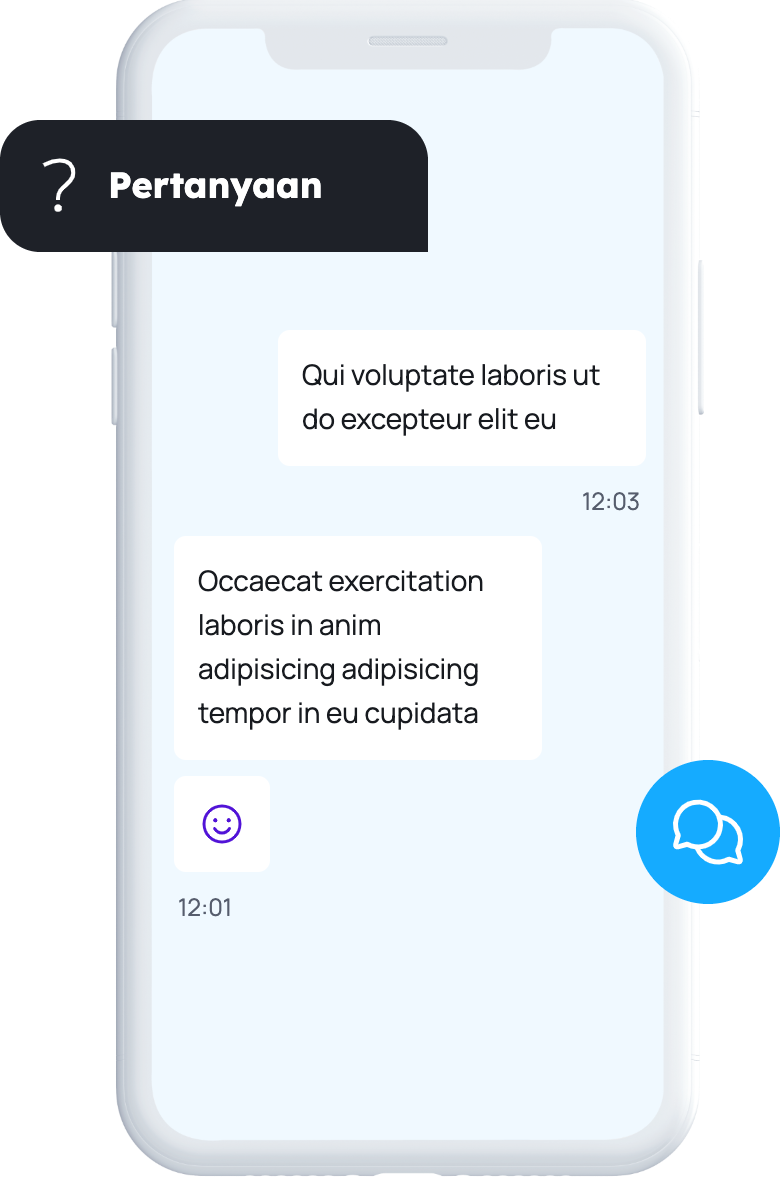 ? Pertanyaan
Qui voluptate laboris ut
do excepteur elit eu
12:03
Occaecat exercitation
laboris in anim
adipisicing adipisicing
tempor in eu cupidata
12:01